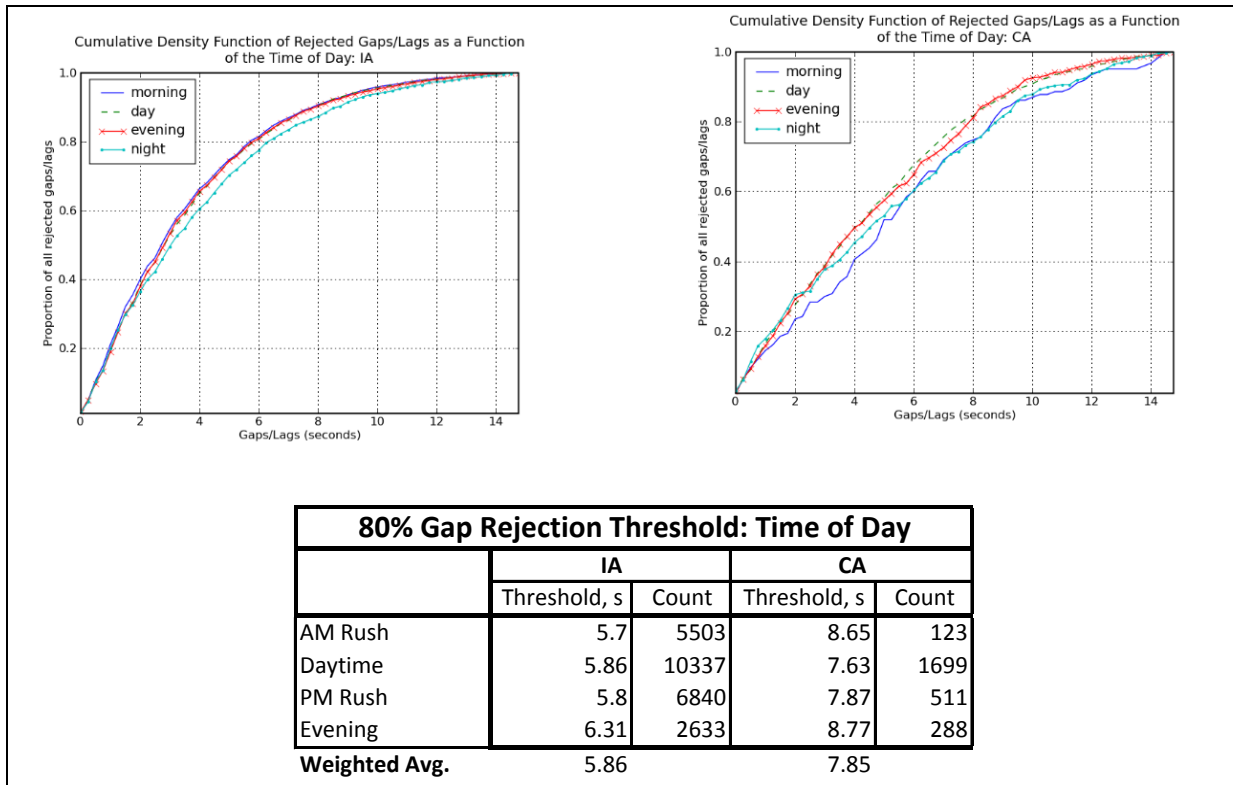 Cumulative Density Function of Rejected Gaps/Lags as a Function
of the Time of Day: IA
1.0
0.8
0.6
0.4
0.2
Proportion of all rejected gaps/lags
morning
day
evening
night
0 2 4 6 8 10 12 14
Gaps/Lags (seconds)
Cumulative Density Function of Rejected Gaps/Lags as a Function
of the Time of Day: CA
1.0
0.8
0.6
0.4
0.2
Proportion of all rejected gaps/lags
morning
day
evening
night
0 2 4 6 8 10 12 14
Gaps/Lags (seconds)
80% Gap Rejection Threshold: Time of Day
IA CA
Threshold, s Count Threshold, s Count
AM Rush 5.7 5503 8.65 123
Daytime 5.86 10337 7.63 1699
PM Rush 5.8 6840 7.87 511
Evening 6.31 2633 8.77 288
Weighted Avg. 5.86 7.85